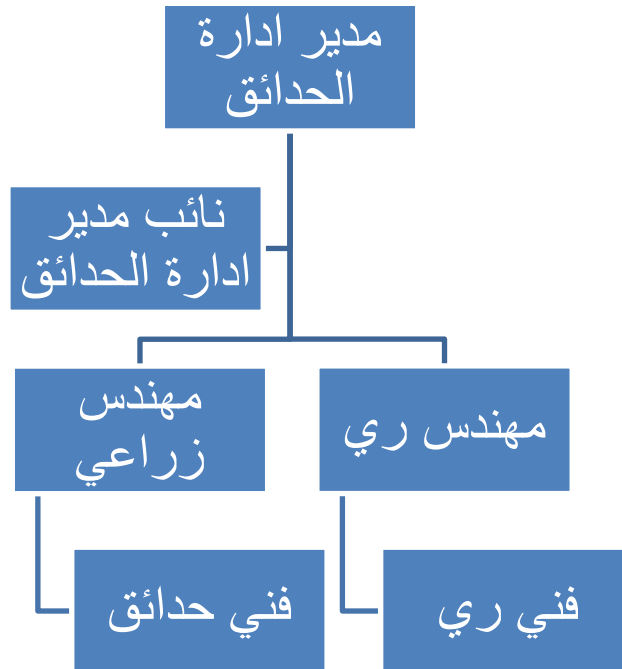 مدير ادارة
الحدائق
نائب مدير
ادارة الحدائق
مهندس ري
مهندس
زراعي
فني ري
فني حدائق